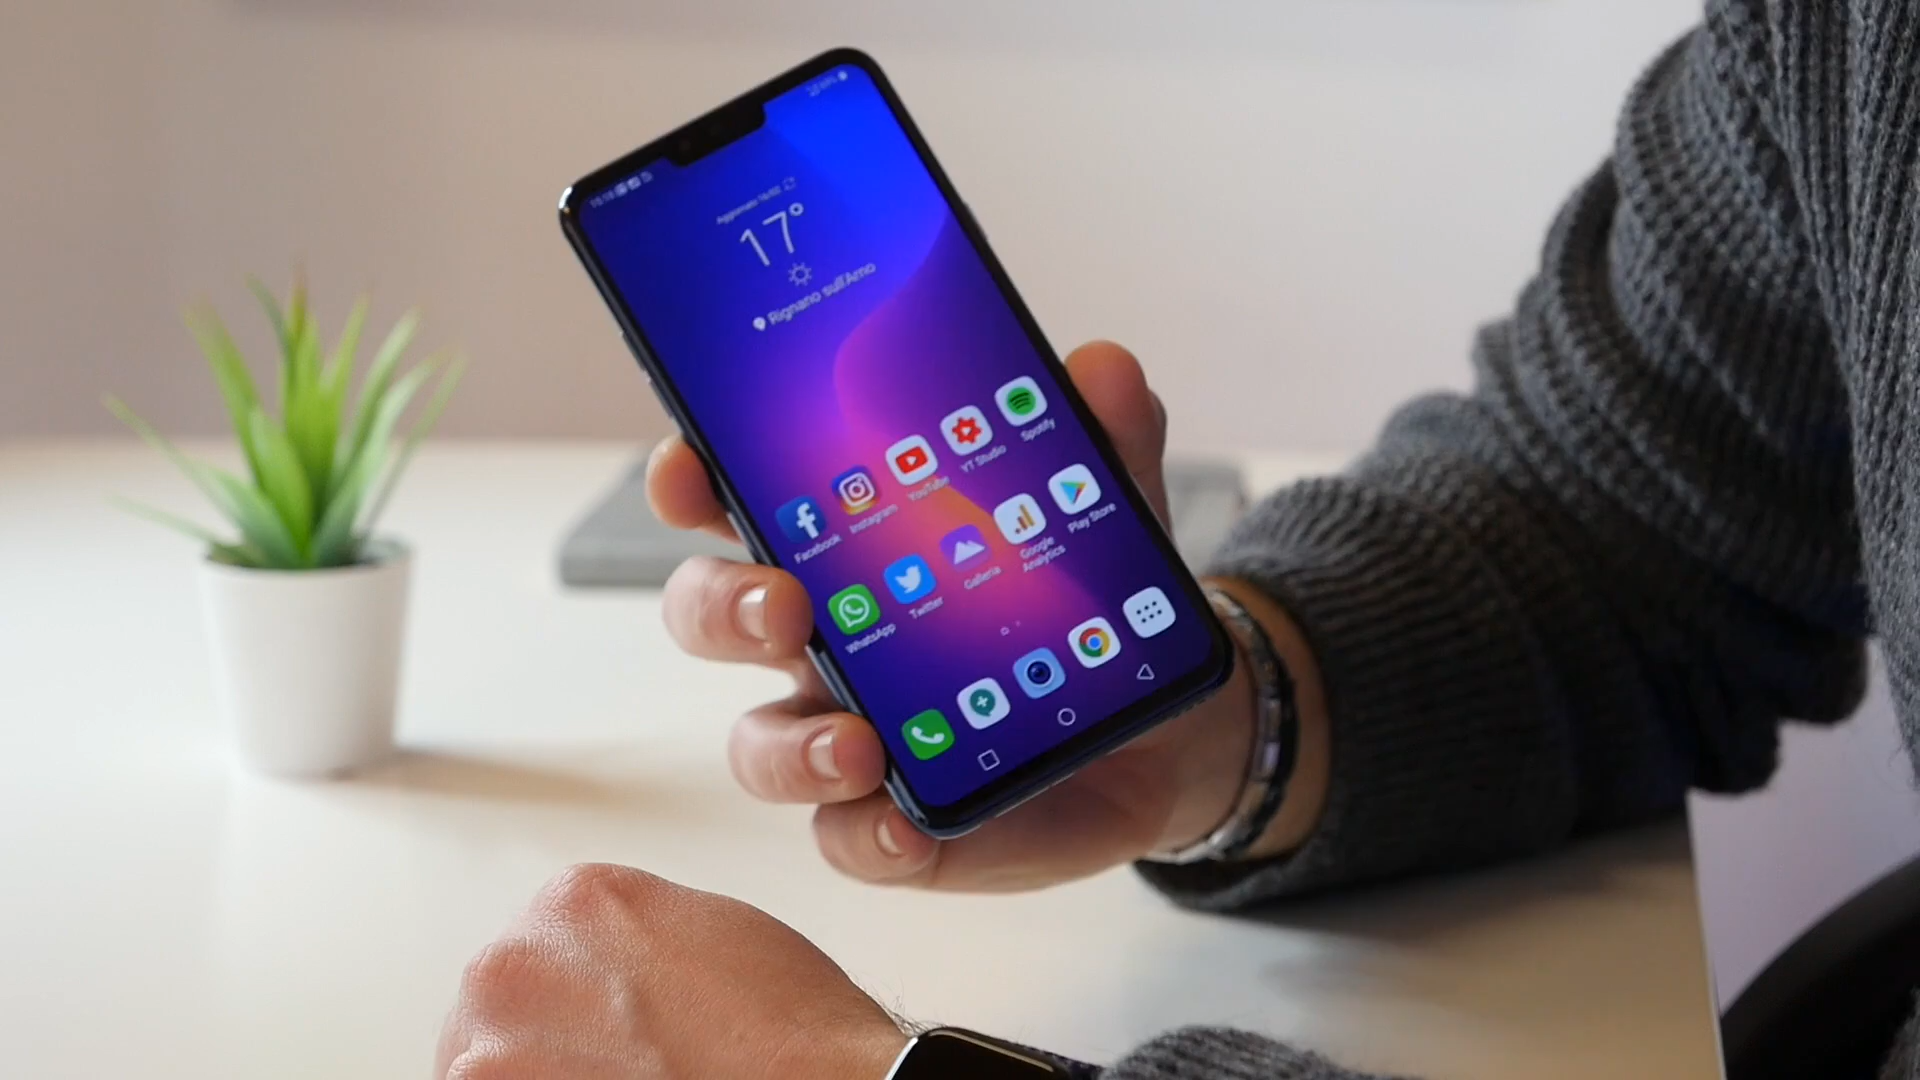 17°
Rignano sull'Arno
Facebook
Instagram
YouTube
YT Studio
Spotify
WhatsApp
Twitter
Galleria
Google
Analytics
Play Store